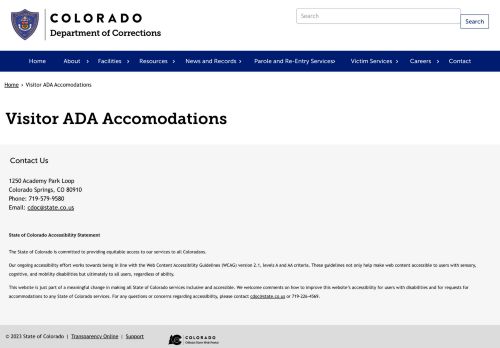 COLORADO
Department of Corrections
Search
Search
Home About Facilities Resources News and Records Parole and Re-Entry Services Victim Services Careers Contact
Home › Visitor ADA Accomodations
Visitor ADA Accomodations
Contact Us
1250 Academy Park Loop
Colorado Springs, CO 80910
Phone: 719-579-9580
Email: cdoc@state.co.us
State of Colorado Accessibility Statement
The State of Colorado is committed to providing equitable access to our services to all Coloradans.
Our ongoing accessibility effort works towards being in line with the Web Content Accessibility Guidelines (WCAG) version 2.1, levels A and AA criteria. These guidelines not only help make web content accessible to users with sensory,
cognitive, and mobility disabilities but ultimately to all users, regardless of ability.
This website is just part of a meaningful change in making all State of Colorado services inclusive and accessible. We welcome comments on how to improve this website's accessibility for users with disabilities and for requests for
accommodations to any State of Colorado services. For any questions or concerns regarding accessibility, please contact cdoc@state.co.us or 719-226-4569.
© 2023 State of Colorado | Transparency Online | Support
COLORADO
Official State Web Portal